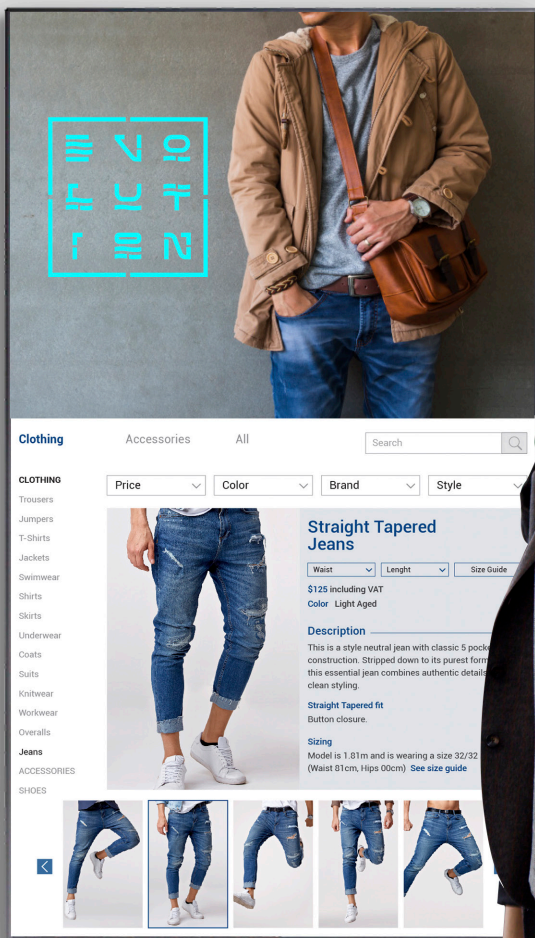 EVO
LUT
ION
Clothing
Accessories
All
Search
CLOTHING
Trousers
Jumpers
T-Shirts
Jackets
Swimwear
Shirts
Skirts
Underwear
Coats
Suits
Knitwear
Workwear
Overalls
Jeans
ACCESSORIES
SHOES
Price
Color
Brand
Style
Straight Tapered
Jeans
Waist
Lenght
Size Guide
$125 including VAT
Color Light Aged
Description
This is a style neutral jean with classic 5
construction. Stripped down to its purest form
this essential jean combines authentic details
clean styling.
Straight Tapered fit
Button closure.
Sizing
Model is 1.81m and is wearing a size 32/32
(Waist 81cm, Hips 00cm) See size guide